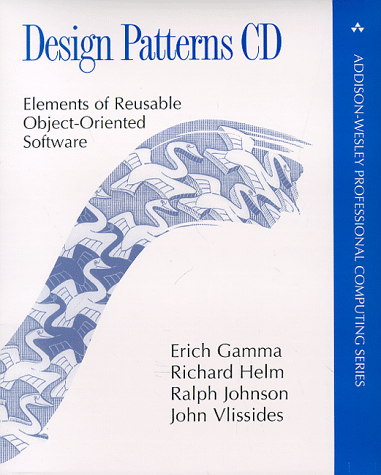 Design Patterns CD
Elements of Reusable
Object-Oriented
Software
Erich Gamma
Richard Helm
Ralph Johnson
John Vlissides
ADDISON-WESLEY PROFESSIONAL COMPUTING SERIES